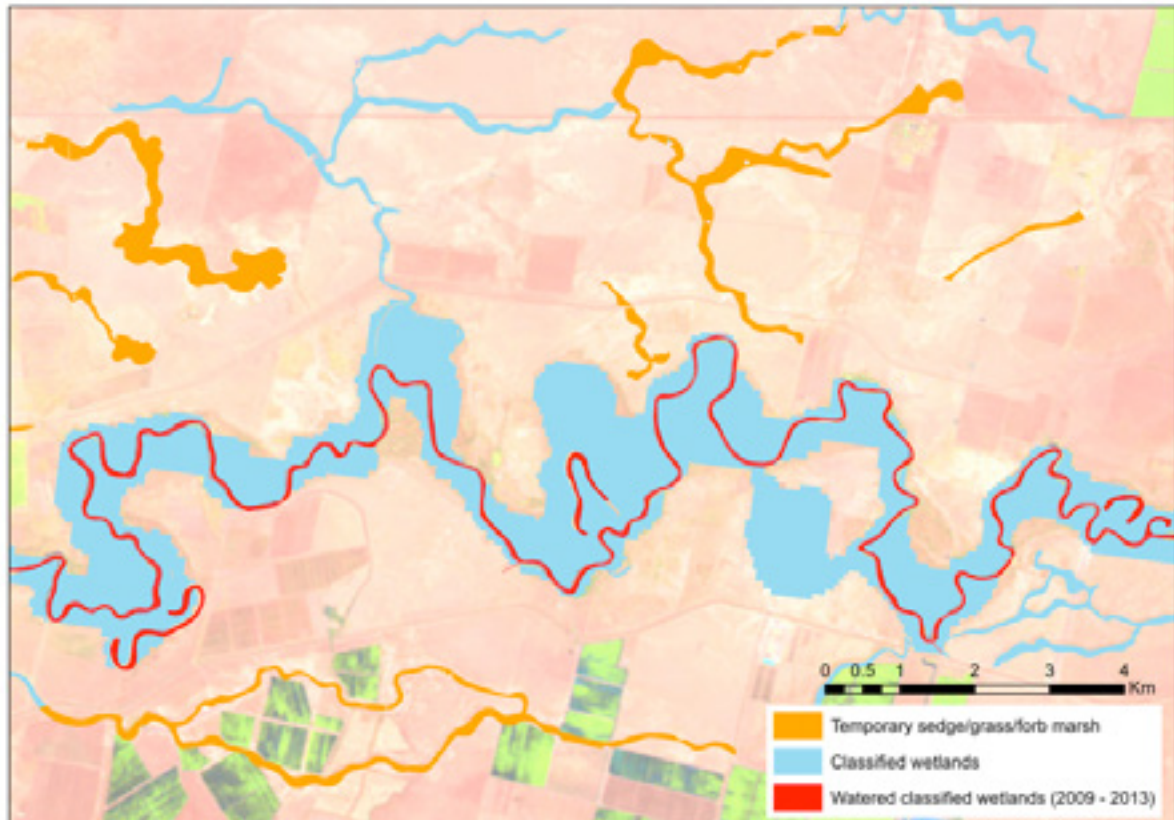 0 0.5 1 2 3 4
Km
Temporary sedge/grass/forb marsh
Classified wetlands
Watered classified wetlands (2009 - 2013)